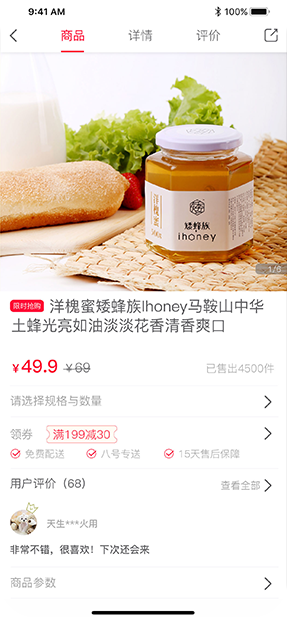 9:41 AM 100%
商品 详情 评价
洋槐蜜
500g
矮蜂族
ihoney
1/6
限时抢购 洋槐蜜矮蜂族Ihoney马鞍山中华
土蜂光亮如油淡淡花香清香爽口
¥49.9 ¥69 已售出4500件
请选择规格与数量
领券 满199减30
免费配送 八号专送 15天售后保障
用户评价（68） 查看全部
天生***火用
非常不错，很喜欢！下次还会来
商品参数